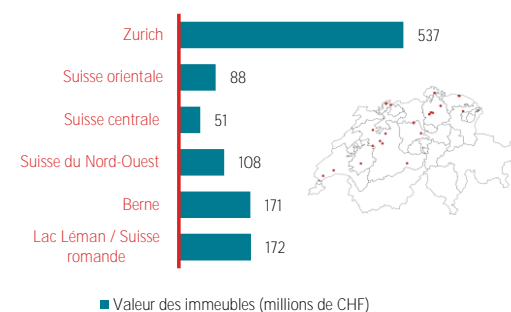 Zurich 537
Suisse orientale 88
Suisse centrale 51
Suisse du Nord-Ouest 108
Berne 171
Lac Léman / Suisse
romande 172
Valeur des immeubles (millions de CHF)